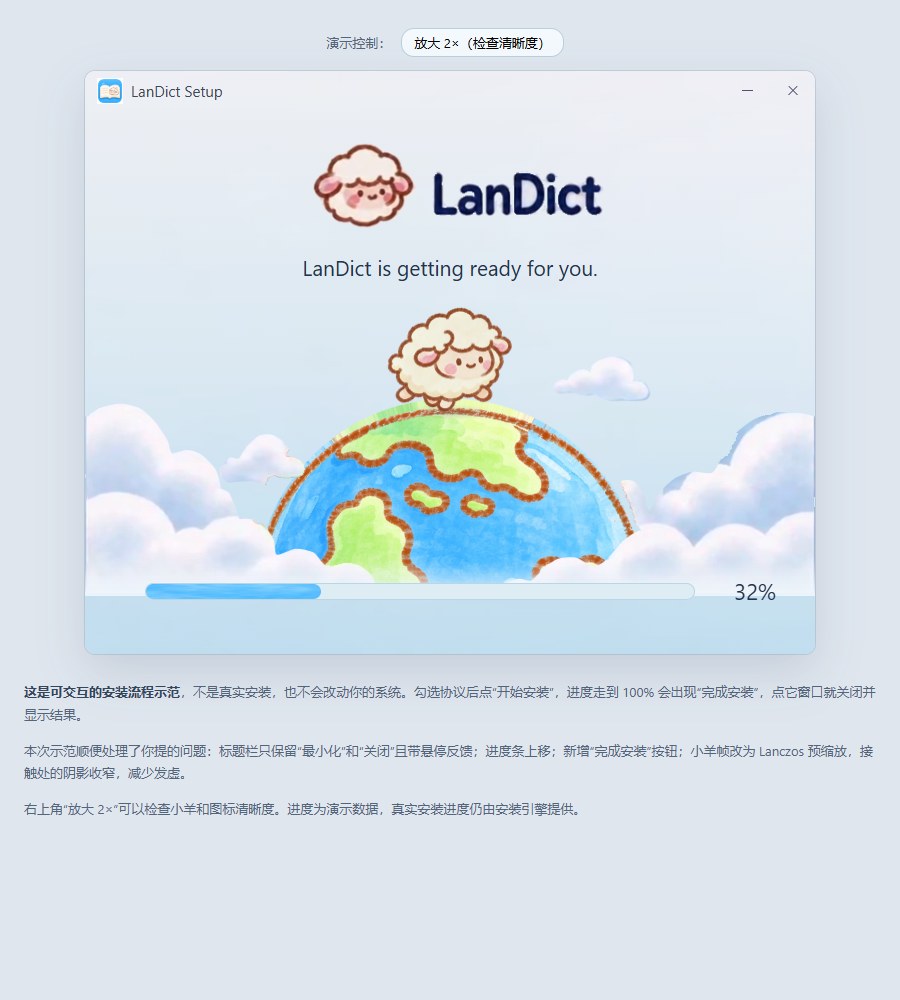 演示控制： 放大 2×（检查清晰度）
LanDict Setup
LanDict
LanDict is getting ready for you.
32%
这是可交互的安装流程示范，不是真实安装，也不会改动你的系统。勾选协议后点“开始安装”，进度走到 100% 会出现“完成安装”，点它窗口就关闭并
显示结果。
本次示范顺便处理了你提的问题：标题栏只保留“最小化”和“关闭”且带悬停反馈；进度条上移；新增“完成安装”按钮；小羊帧改为 Lanczos 预缩放，接
触处的阴影收窄，减少发虚。
右上角“放大 2×”可以检查小羊和图标清晰度。进度为演示数据，真实安装进度仍由安装引擎提供。